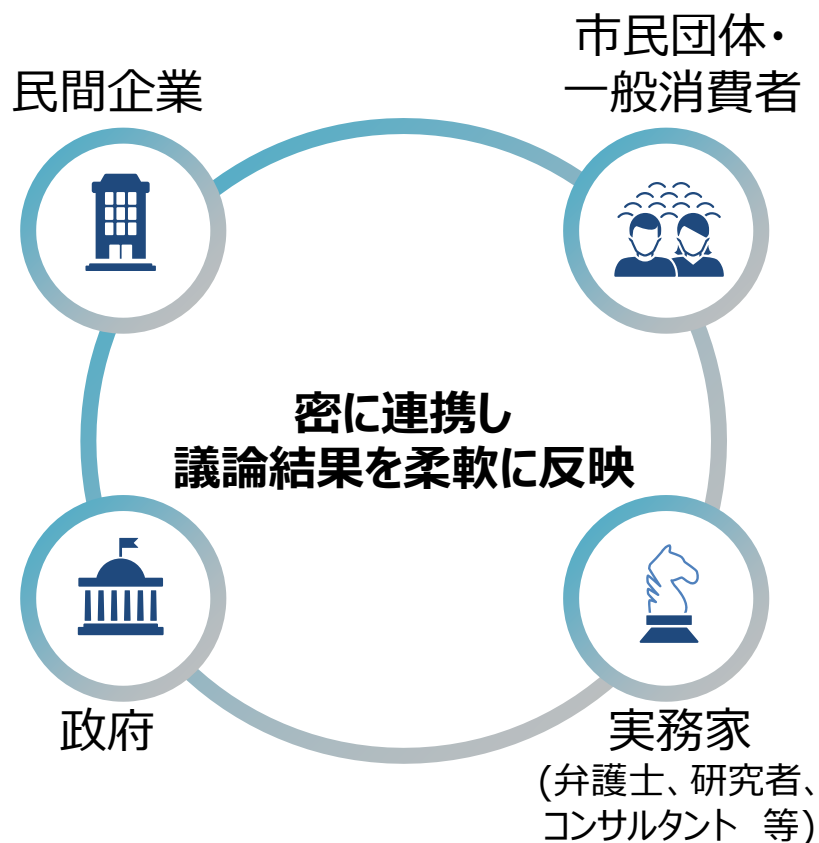 民間企業
市民団体・
一般消費者
密に連携し
議論結果を柔軟に反映
政府
実務家
(弁護士、研究者、
コンサルタント 等)